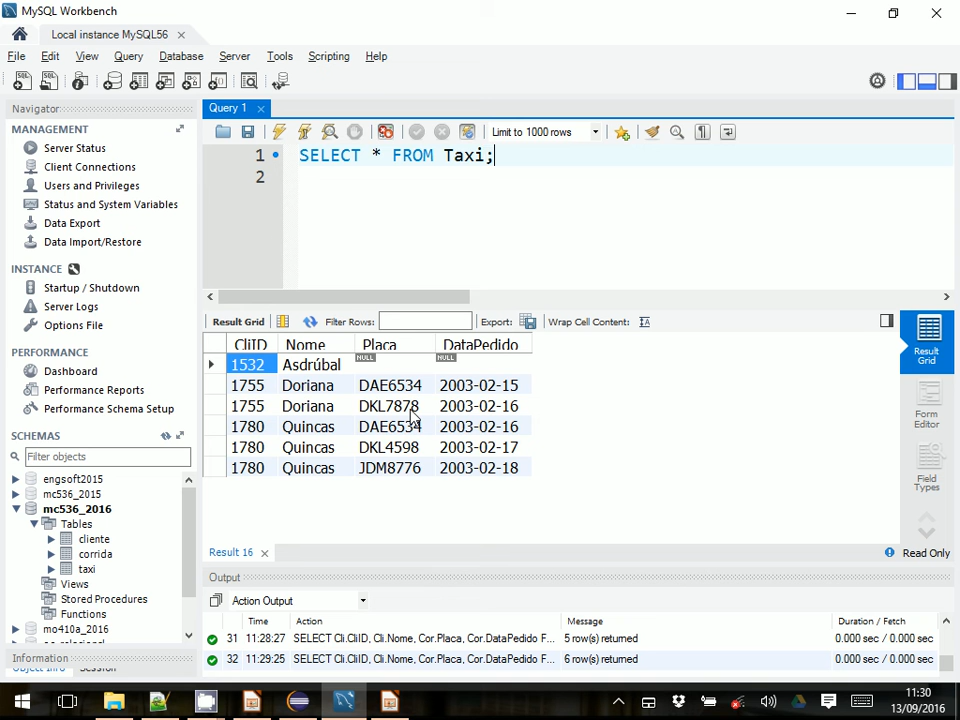 MySQL Workbench
Local instance MySQL56
File Edit View Query Database Server Tools Scripting Help
Navigator
MANAGEMENT
Server Status
Client Connections
Users and Privileges
Status and System Variables
Data Export
Data Import/Restore
INSTANCE
Startup / Shutdown
Server Logs
Options File
PERFORMANCE
Dashboard
Performance Reports
Performance Schema Setup
SCHEMAS
Filter objects
engsoft2015
mc536_2015
mc536_2016
Tables
cliente
corrida
taxi
Views
Stored Procedures
Functions
mo410a_2016
Information
Query 1
Limit to 1000 rows
1 SELECT * FROM Taxi;
2
Result Grid Filter Rows: Export: Wrap Cell Content:
CliID Nome Placa DataPedido
1532 Asdrúbal NULL NULL
1755 Doriana DAE6534 2003-02-15
1755 Doriana DKL7878 2003-02-16
1780 Quincas DAE6534 2003-02-16
1780 Quincas DKL4598 2003-02-17
1780 Quincas JDM8776 2003-02-18
Result Grid
Form Editor
Field Types
Result 16 Read Only
Output
Action Output
Time Action Message Duration / Fetch
31 11:28:27 SELECT Cli.CliID, Cli.Nome, Cor.Placa, Cor.DataPedido F... 5 row(s) returned 0.000 sec / 0.000 sec
32 11:29:25 SELECT Cli.CliID, Cli.Nome, Cor.Placa, Cor.DataPedido F... 6 row(s) returned 0.000 sec / 0.000 sec
11:30
13/09/2016